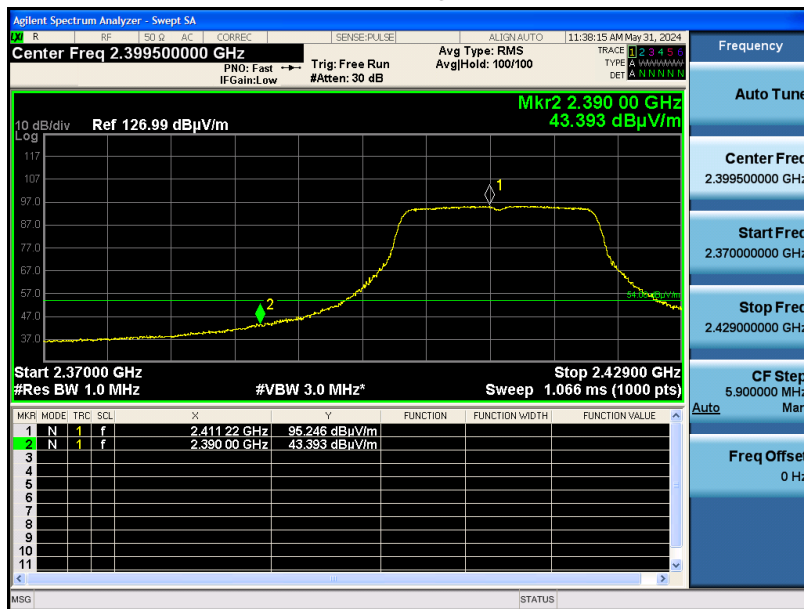 Agilent Spectrum Analyzer - Swept SA
LXI R RF 50 Ω AC CORREC SENSE:PULSE ALIGN AUTO 11:38:15 AM May 31, 2024
Center Freq 2.399500000 GHz
PNO: Fast
IFGain:Low
Trig: Free Run
#Atten: 30 dB
Avg Type: RMS
Avg|Hold: 100/100
TRACE 1 2 3 4 5 6
TYPE A WWWWW
DET A N N N N N
Mkr2 2.390 00 GHz
43.393 dBµV/m
10 dB/div Ref 126.99 dBµV/m
Log
117
107
97.0
87.0
77.0
67.0
57.0
47.0
37.0
1
2
54.00 dBµV/m
Start 2.37000 GHz Stop 2.42900 GHz
#Res BW 1.0 MHz #VBW 3.0 MHz* Sweep 1.066 ms (1000 pts)
MKR MODE TRC SCL X Y FUNCTION FUNCTION WIDTH FUNCTION VALUE
1 N 1 f 2.411 22 GHz 95.246 dBµV/m
2 N 1 f 2.390 00 GHz 43.393 dBµV/m
3
4
5
6
7
8
9
10
11
MSG STATUS
Frequency
Auto Tune
Center Freq
2.399500000 GHz
Start Freq
2.370000000 GHz
Stop Freq
2.429000000 GHz
CF Step
5.900000 MHz
Auto Man
Freq Offset
0 Hz